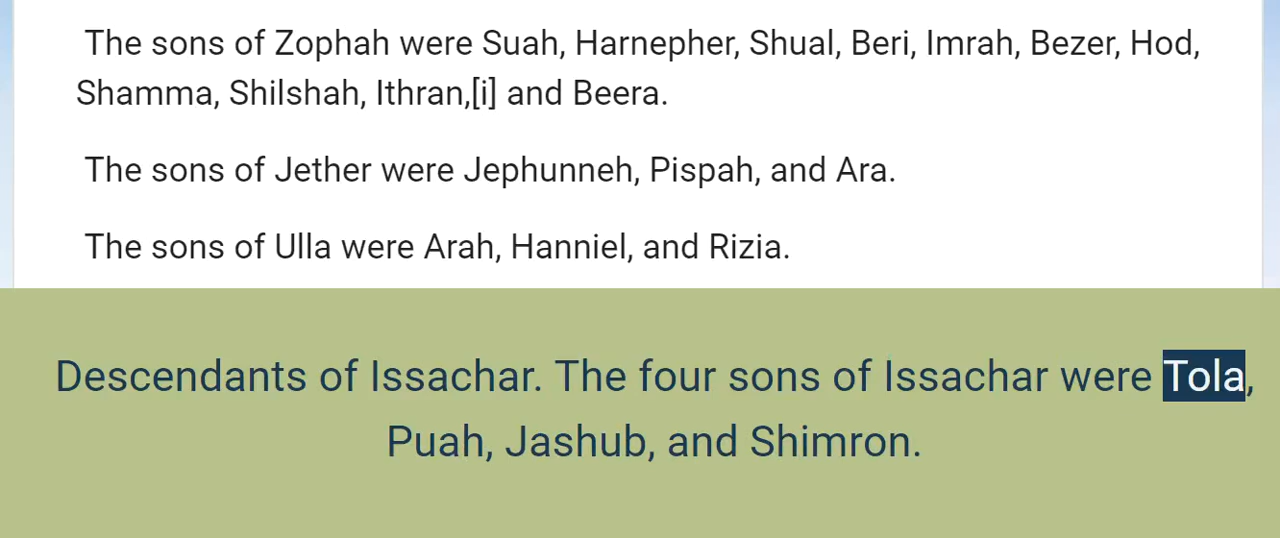 The sons of Zophah were Suah, Harnepher, Shual, Beri, Imrah, Bezer, Hod,
Shamma, Shilshah, Ithran,[i] and Beera.
The sons of Jether were Jephunneh, Pispah, and Ara.
The sons of Ulla were Arah, Hanniel, and Rizia.
Descendants of Issachar. The four sons of Issachar were Tola,
Puah, Jashub, and Shimron.